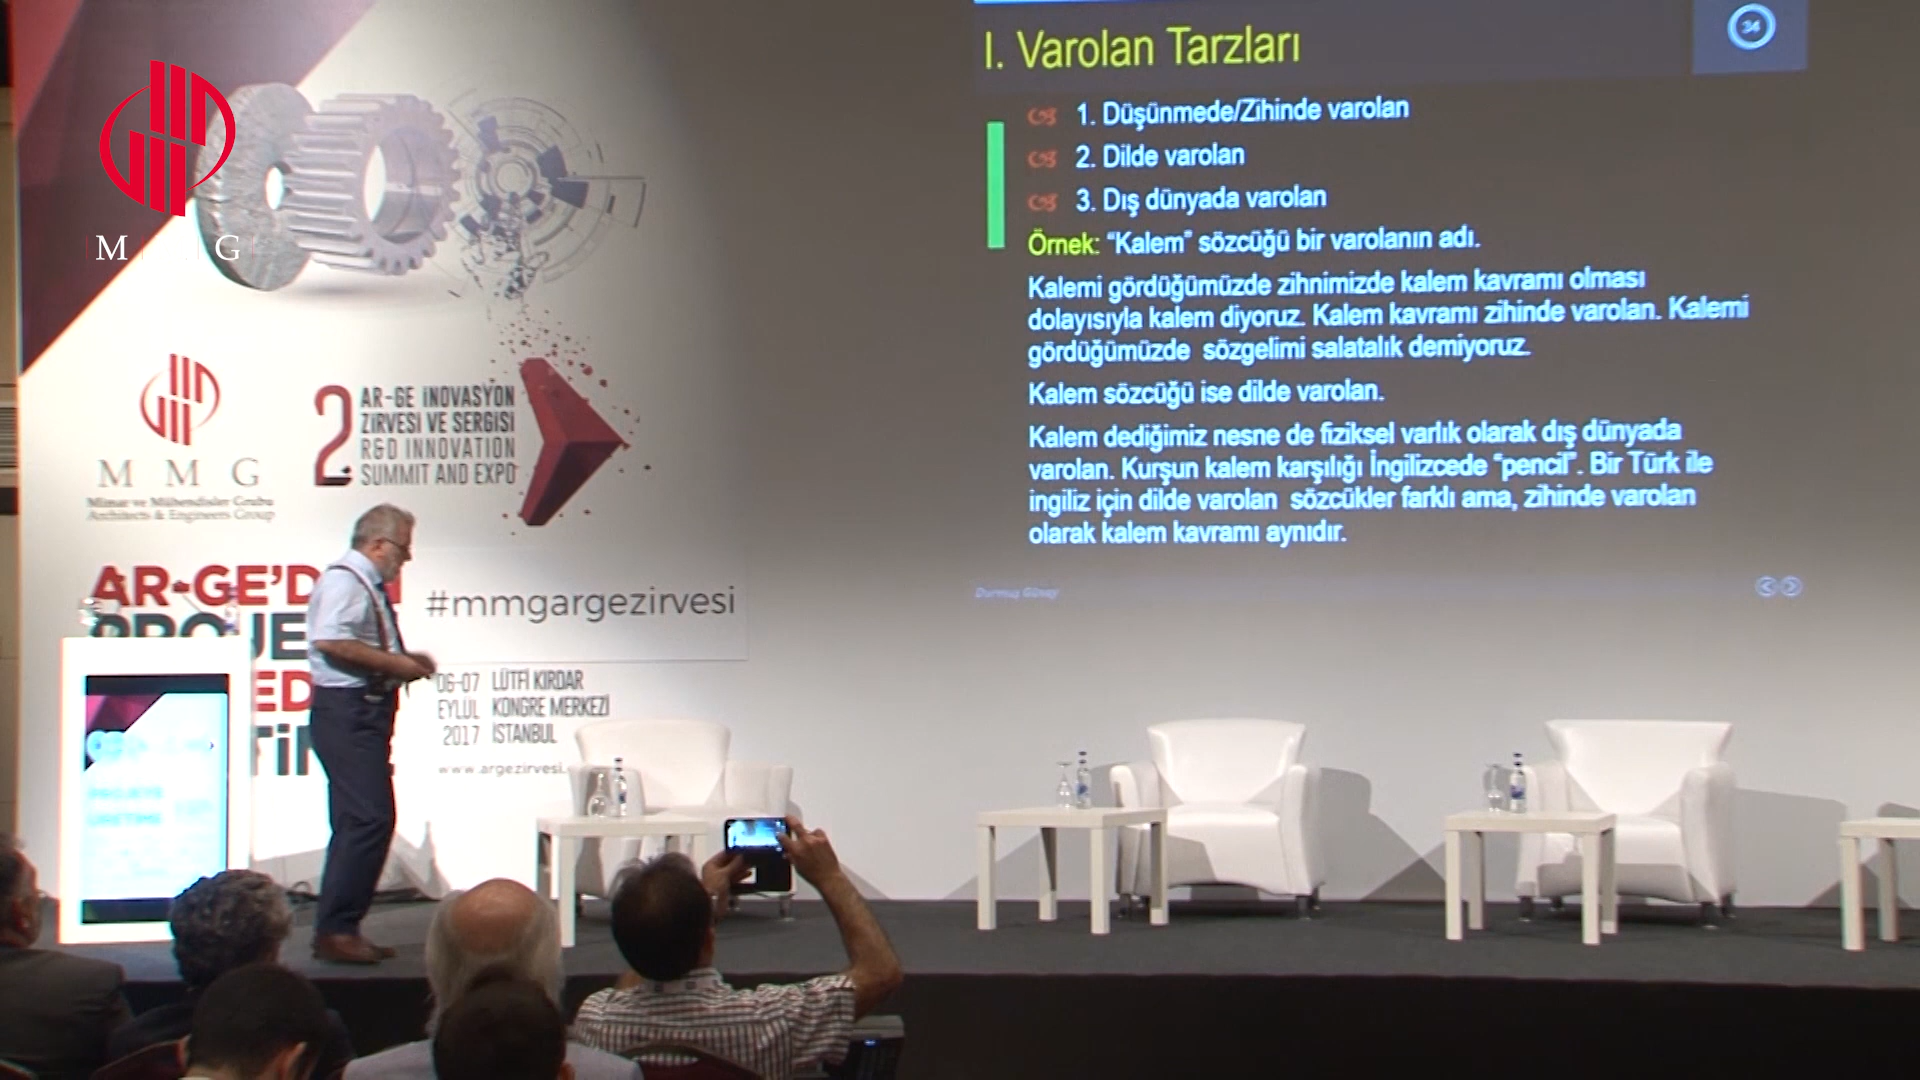 I. Varolan Tarzları
34
1. Düşünmede/Zihinde varolan
2. Dilde varolan
3. Dış dünyada varolan
Örnek: “Kalem” sözcüğü bir varolanın adı.
Kalemi gördüğümüzde zihnimizde kalem kavramı olması
dolayısıyla kalem diyoruz. Kalem kavramı zihinde varolan. Kalemi
gördüğümüzde sözgelimi salatalık demiyoruz.
Kalem sözcüğü ise dilde varolan.
Kalem dediğimiz nesne de fiziksel varlık olarak dış dünyada
varolan. Kurşun kalem karşılığı İngilizcede “pencil”. Bir Türk ile
ingiliz için dilde varolan sözcükler farklı ama, zihinde varolan
olarak kalem kavramı aynıdır.
Durmuş Günay
M M G
M M G
Mimar ve Mühendisler Grubu
Architects & Engineers Group
2
AR-GE İNOVASYON
ZİRVESİ VE SERGİSİ
R&D INNOVATION
SUMMIT AND EXPO
AR-GE’D
PROJE
#mmgargezirvesi
06-07 LÜTFİ KIRDAR
EYLÜL KONGRE MERKEZİ
2017 İSTANBUL
www.argezirvesi.
PROJEYE
ÜRETİME